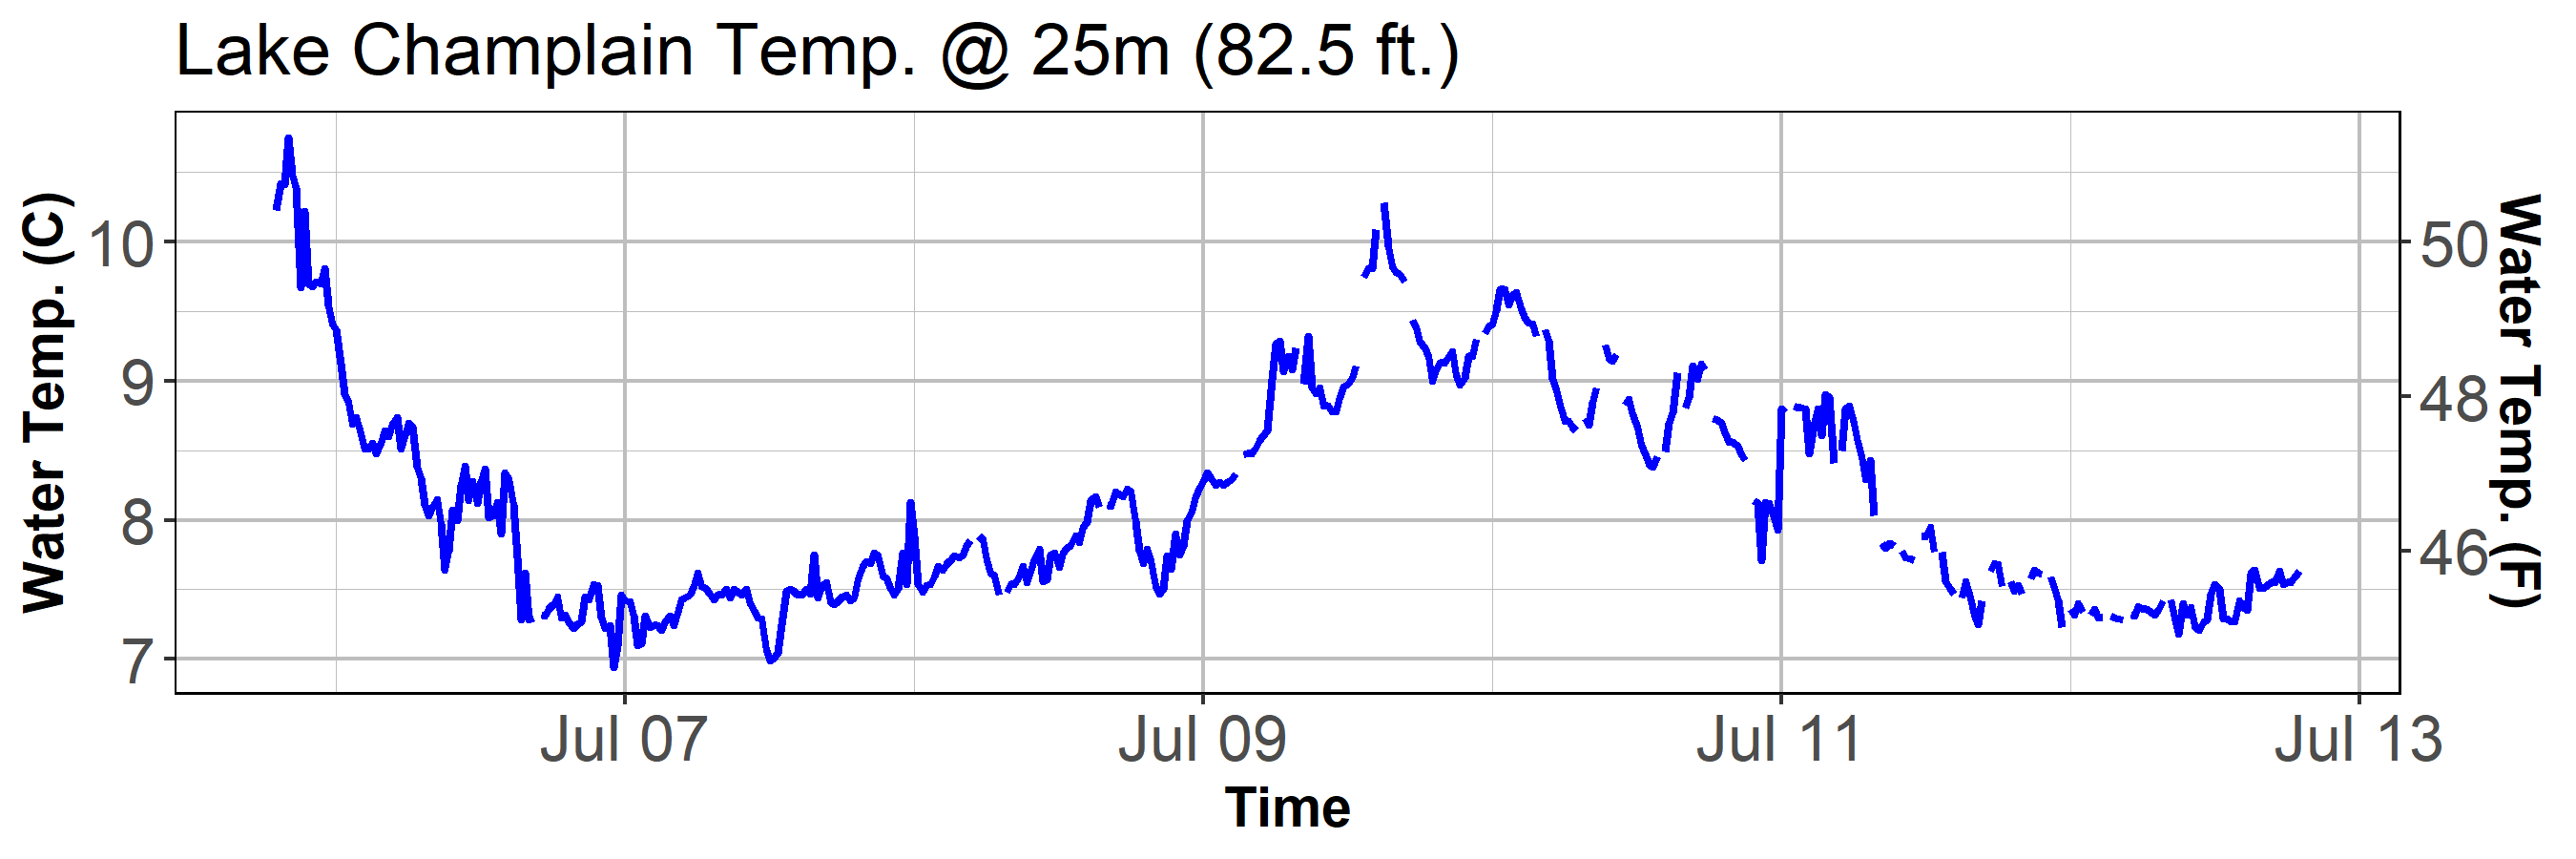 Lake Champlain Temp. @ 25m (82.5 ft.)
Water Temp. (C)
10
9
8
7
50
48
46
Water Temp. (F)
Jul 07 Jul 09 Jul 11 Jul 13
Time